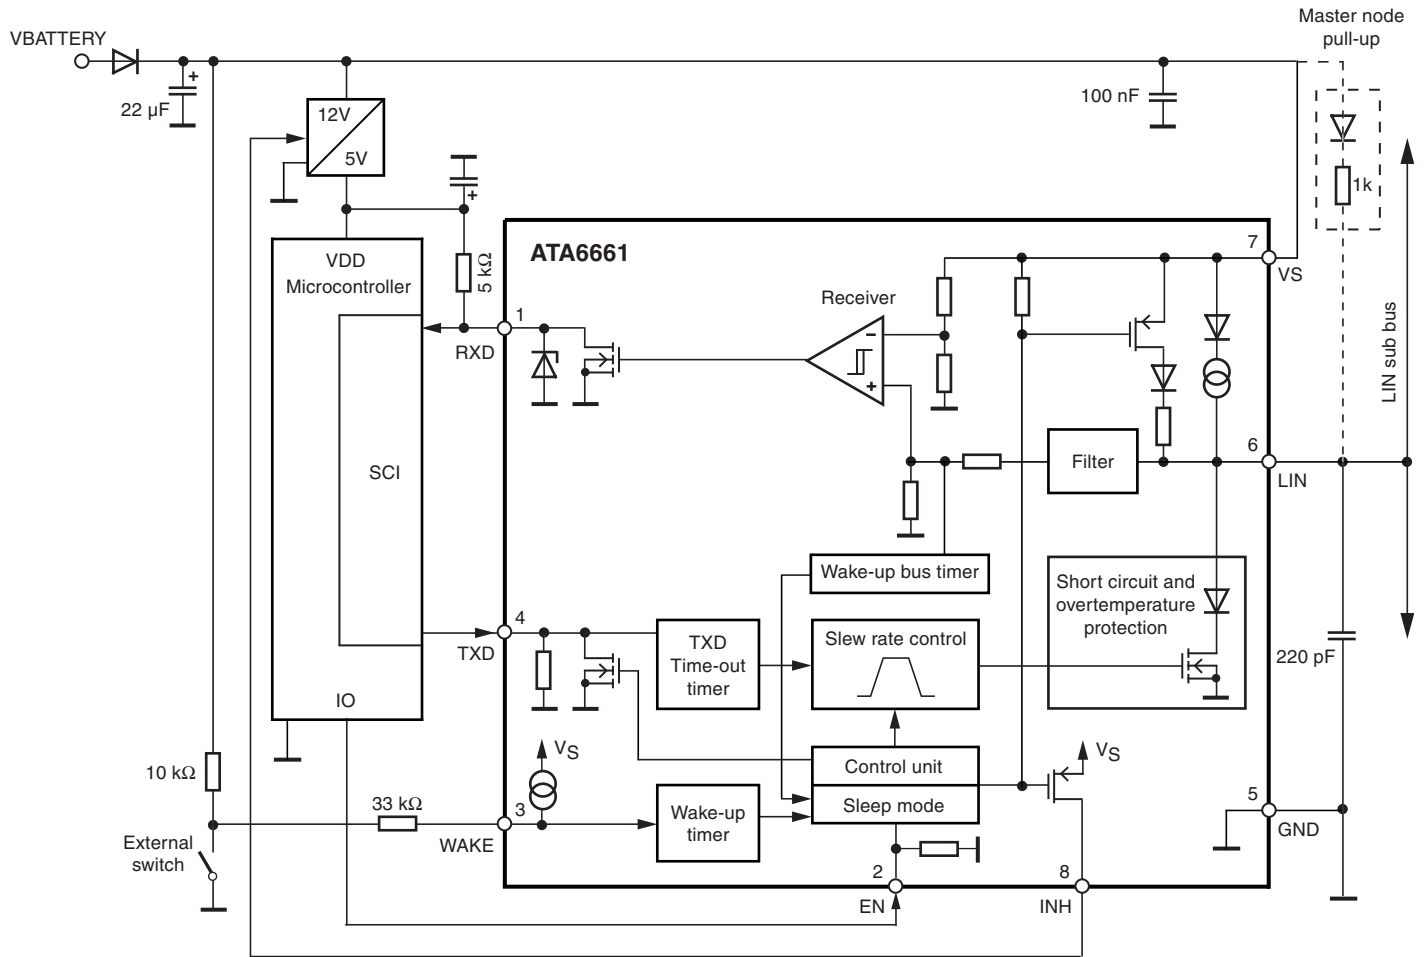 Master node
pull-up
VBATTERY
22 µF
+
12V
5V
100 nF
1k
+
5 kΩ
LIN sub bus
VDD
Microcontroller
SCI
IO
ATA6661
7
VS
Receiver
-
+
1
RXD
6
LIN
Filter
Wake-up bus timer
Short circuit and
overtemperature
protection
4
TXD
TXD
Time-out
timer
Slew rate control
220 pF
VS
VS
Control unit
Sleep mode
10 kΩ
33 kΩ
3
WAKE
Wake-up
timer
5
GND
External
switch
2
EN
8
INH